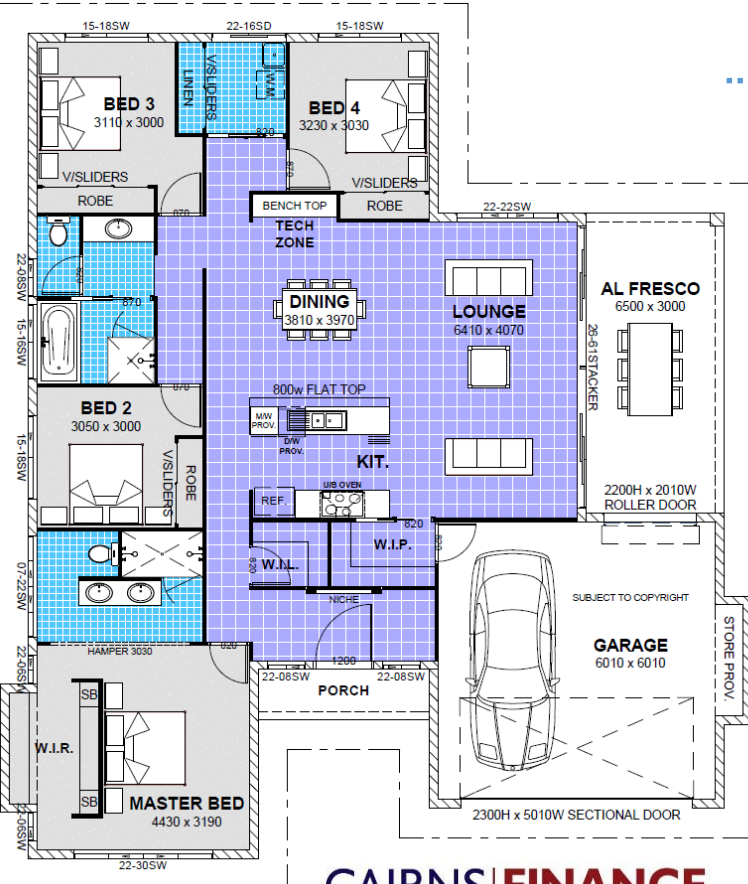 15-18SW
22-16SD
15-18SW
LINEN
V/SLIDERS
W.M.
BED 3
3110 x 3000
BED 4
3230 x 3030
820
870
V/SLIDERS
V/SLIDERS
ROBE
870
BENCH TOP
ROBE
22-22SW
TECH
ZONE
22-08SW
820
870
AL FRESCO
6500 x 3000
DINING
3810 x 3970
LOUNGE
6410 x 4070
15-16SW
26-61STACKER
870
800w FLAT TOP
BED 2
3050 x 3000
M/W
PROV.
D/W
PROV.
15-18SW
V/SLIDERS
ROBE
KIT.
U/B OVEN
REF.
2200H x 2010W
ROLLER DOOR
820
W.I.P.
820
W.I.L.
820
07-22SW
NICHE
SUBJECT TO COPYRIGHT
STORE PROV.
GARAGE
6010 x 6010
HAMPER 3030
820
1200
22-06SW
22-08SW
22-08SW
PORCH
SB
W.I.R.
SB
MASTER BED
4430 x 3190
22-06SW
2300H x 5010W SECTIONAL DOOR
22-30SW
CAIRNS|FINANCE